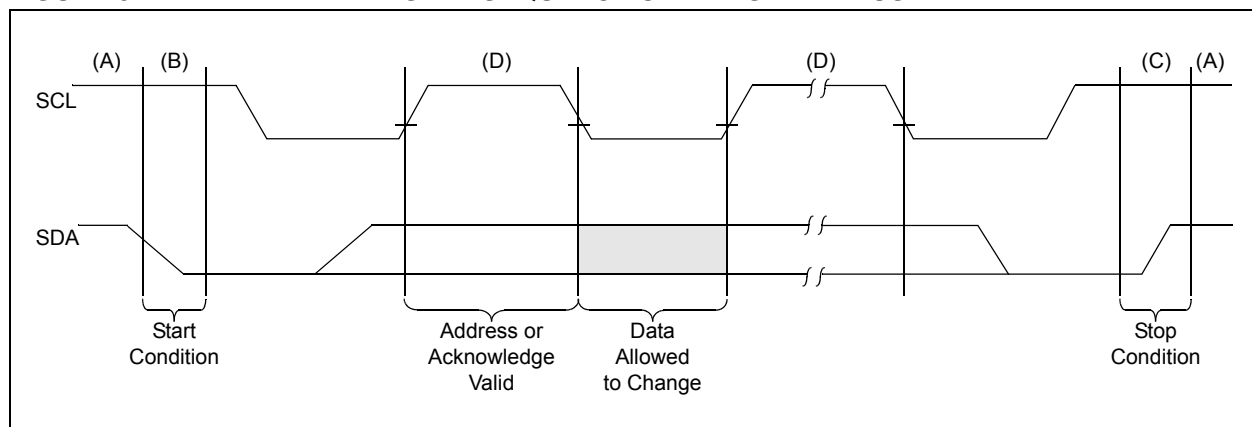 (A) (B) (D) (D) (C) (A)
SCL
SDA
Start
Condition
Address or
Acknowledge
Valid
Data
Allowed
to Change
Stop
Condition